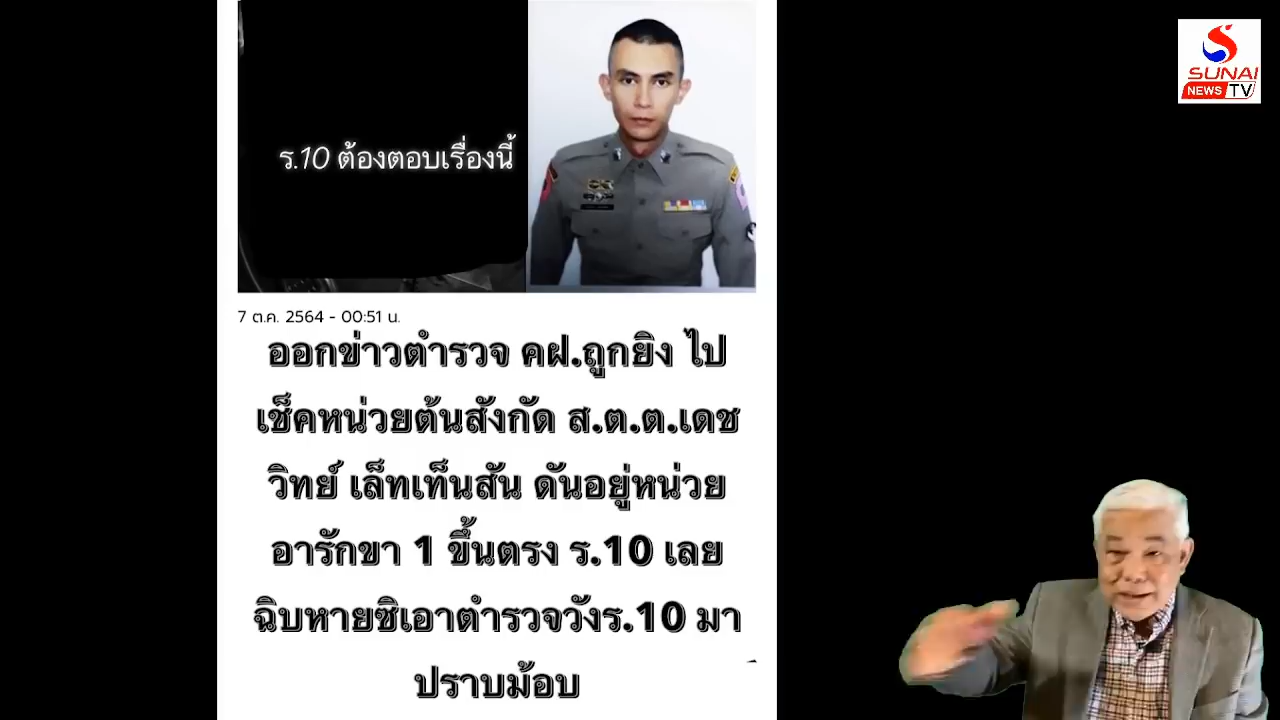 SUNAI
NEWS TV
ร.10 ต้องตอบเรื่องนี้
7 ต.ค. 2564 - 00:51 น.
ออกข่าวตำรวจ คฝ.ถูกยิง ไป
เช็คหน่วยต้นสังกัด ส.ต.ต.เดช
วิทย์ เล็ทเท็นสัน ดันอยู่หน่วย
อารักขา 1 ขึ้นตรง ร.10 เลย
ฉิบหายซิเอาตำรวจวังร.10 มา
ปราบม้อบ